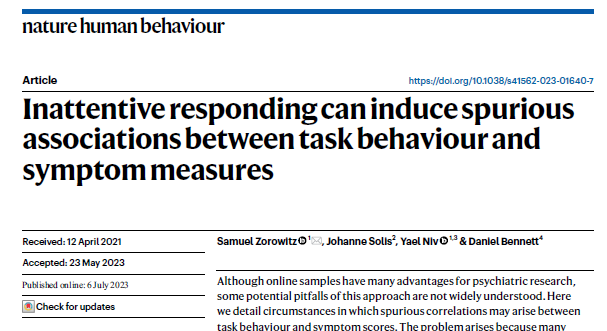 nature human behaviour
Article
https://doi.org/10.1038/s41562-023-01640-7
Inattentive responding can induce spurious
associations between task behaviour and
symptom measures
Received: 12 April 2021
Accepted: 23 May 2023
Published online: 6 July 2023
Check for updates
Samuel Zorowitz 1, Johanne Solis2, Yael Niv 1,3 & Daniel Bennett4
Although online samples have many advantages for psychiatric research,
some potential pitfalls of this approach are not widely understood. Here
we detail circumstances in which spurious correlations may arise between
task behaviour and symptom scores. The problem arises because many